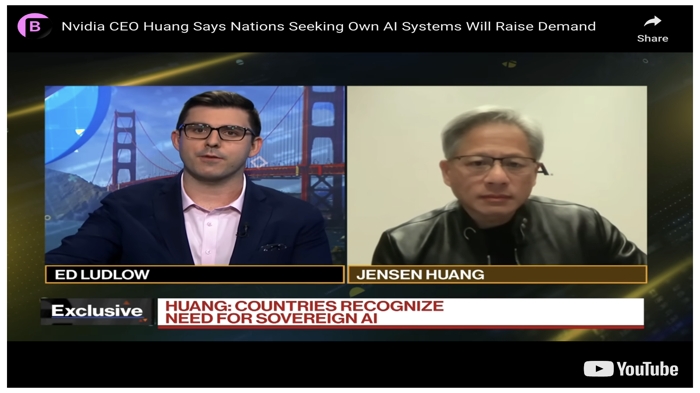 B
Nvidia CEO Huang Says Nations Seeking Own AI Systems Will Raise Demand
Share
A.
ED LUDLOW
JENSEN HUANG
Exclusive
HUANG: COUNTRIES RECOGNIZE
NEED FOR SOVEREIGN AI
YouTube